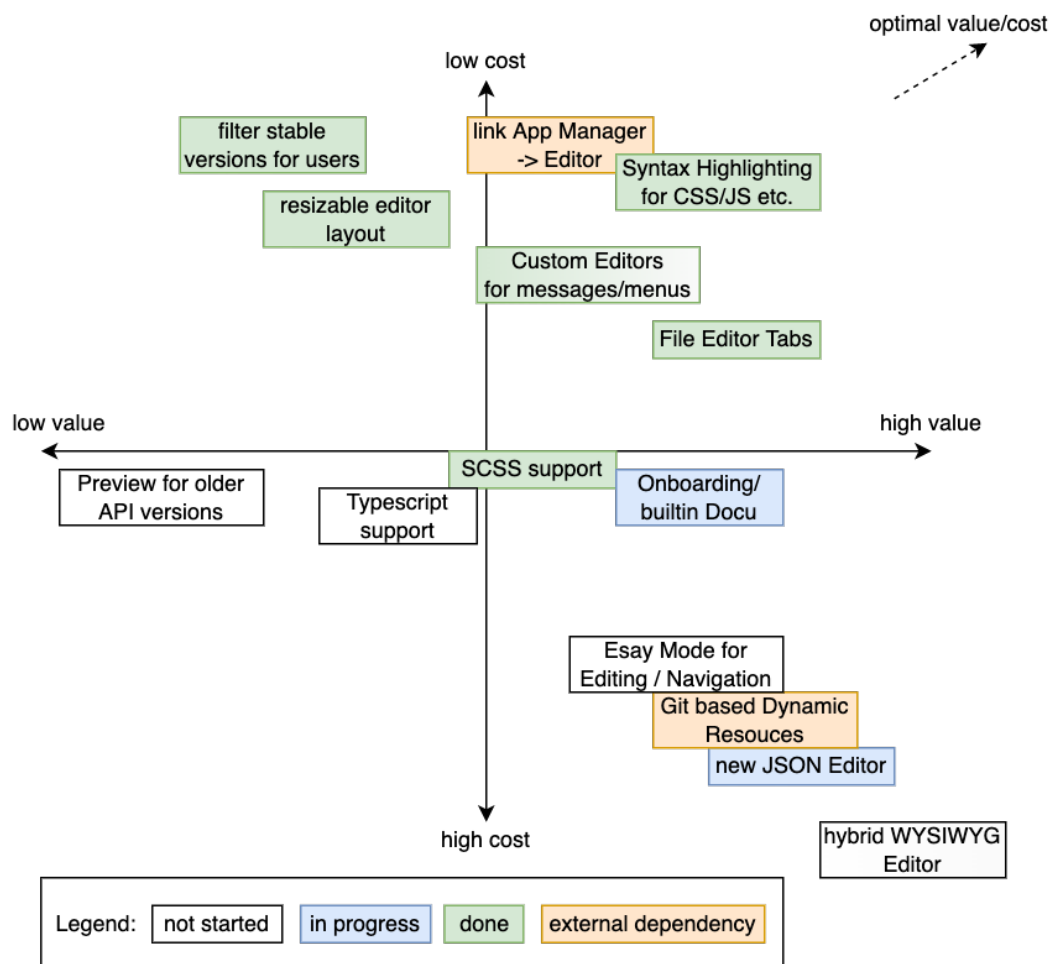 optimal value/cost
low cost
filter stable
versions for users
link App Manager
-> Editor
Syntax Highlighting
for CSS/JS etc.
resizable editor
layout
Custom Editors
for messages/menus
File Editor Tabs
low value
high value
SCSS support
Preview for older
API versions
Typescript
support
Onboarding/
builtin Docu
Esay Mode for
Editing / Navigation
Git based Dynamic
Resouces
new JSON Editor
high cost
hybrid WYSIWYG
Editor
Legend:
not started
in progress
done
external dependency